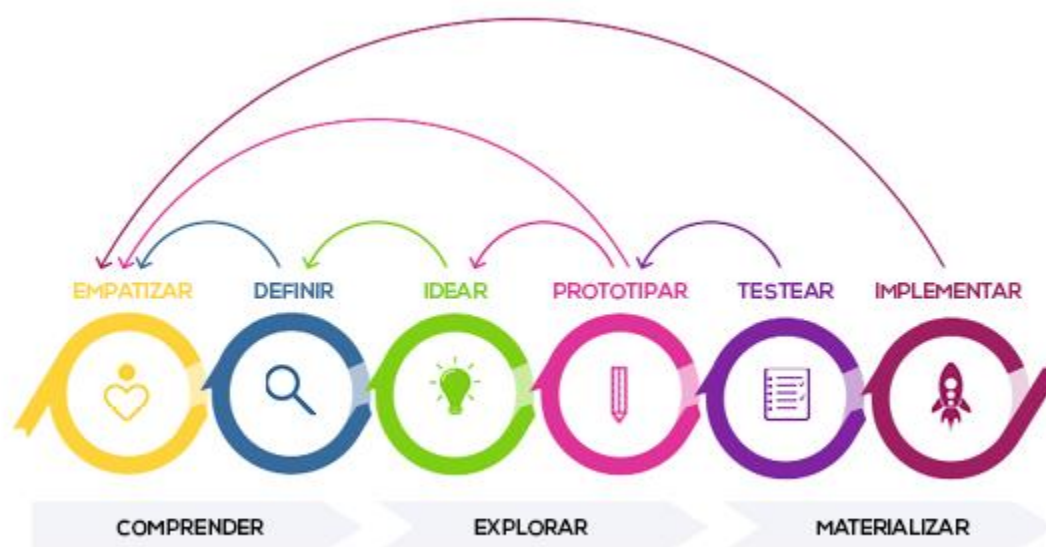 EMPATIZAR DEFINIR IDEAR PROTOTIPAR TESTEAR IMPLEMENTAR
COMPRENDER EXPLORAR MATERIALIZAR